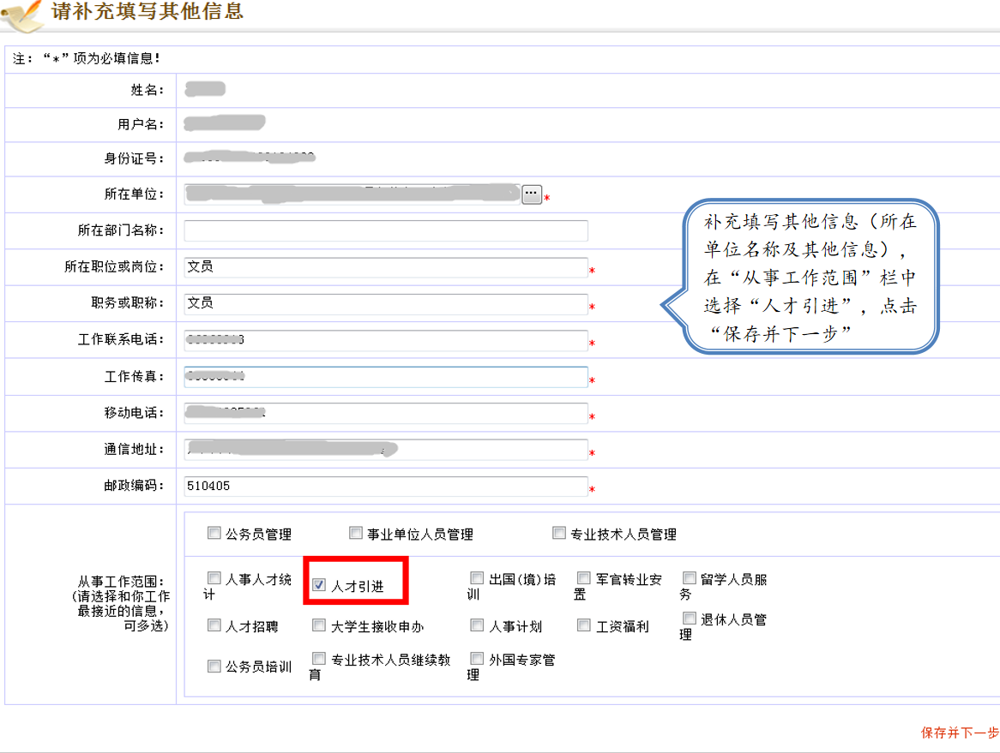 请补充填写其他信息
注：“*”项为必填信息！
姓名：
用户名：
身份证号：
所在单位： ... *
所在部门名称：
所在职位或岗位： 文员 *
职务或职称： 文员 *
工作联系电话： *
工作传真： *
移动电话： *
通信地址： *
邮政编码： 510405 *
补充填写其他信息（所在
单位名称及其他信息），
在“从事工作范围”栏中
选择“人才引进”，点击
“保存并下一步”
从事工作范围：
（请选择和你工作
最接近的信息，
可多选）
公务员管理 事业单位人员管理 专业技术人员管理
人事人才统计 人才引进 出国(境)培训 军官转业安置 留学人员服务
人才招聘 大学生接收申办 人事计划 工资福利 退休人员管理
公务员培训 专业技术人员继续教育 外国专家管理
保存并下一步